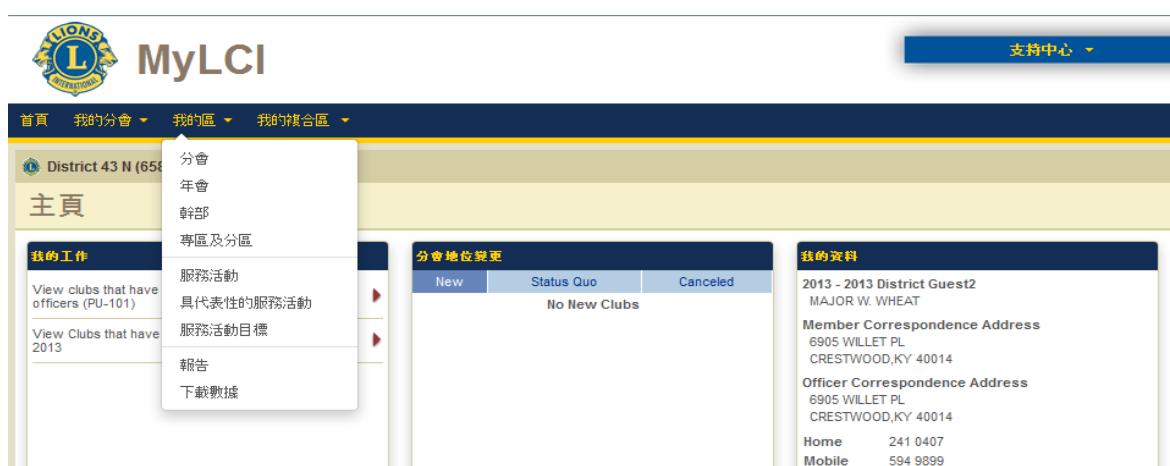 LIONS
L
INTERNATIONAL
MyLCI
支持中心
首頁 我的分會 我的區 我的複合區
District 43 N (658
分會
年會
幹部
專區及分區
服務活動
具代表性的服務活動
服務活動目標
報告
下載數據
主頁
我的工作
View clubs that have
officers (PU-101)
View Clubs that have
2013
分會地位變更
New Status Quo Canceled
No New Clubs
我的資料
2013 - 2013 District Guest2
MAJOR W. WHEAT
Member Correspondence Address
6905 WILLET PL
CRESTWOOD,KY 40014
Officer Correspondence Address
6905 WILLET PL
CRESTWOOD,KY 40014
Home 241 0407
Mobile 594 9899